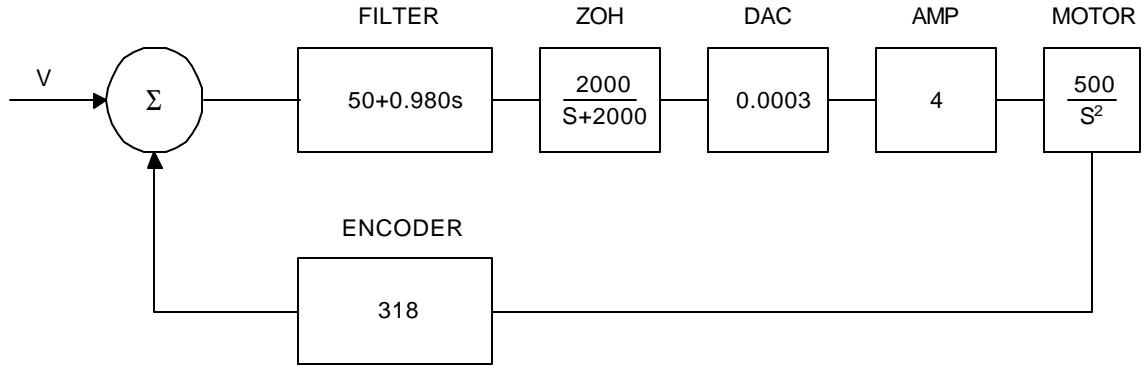 FILTER ZOH DAC AMP MOTOR
V
Σ
50+0.980s
2000
S+2000
0.0003
4
500
S²
ENCODER
318